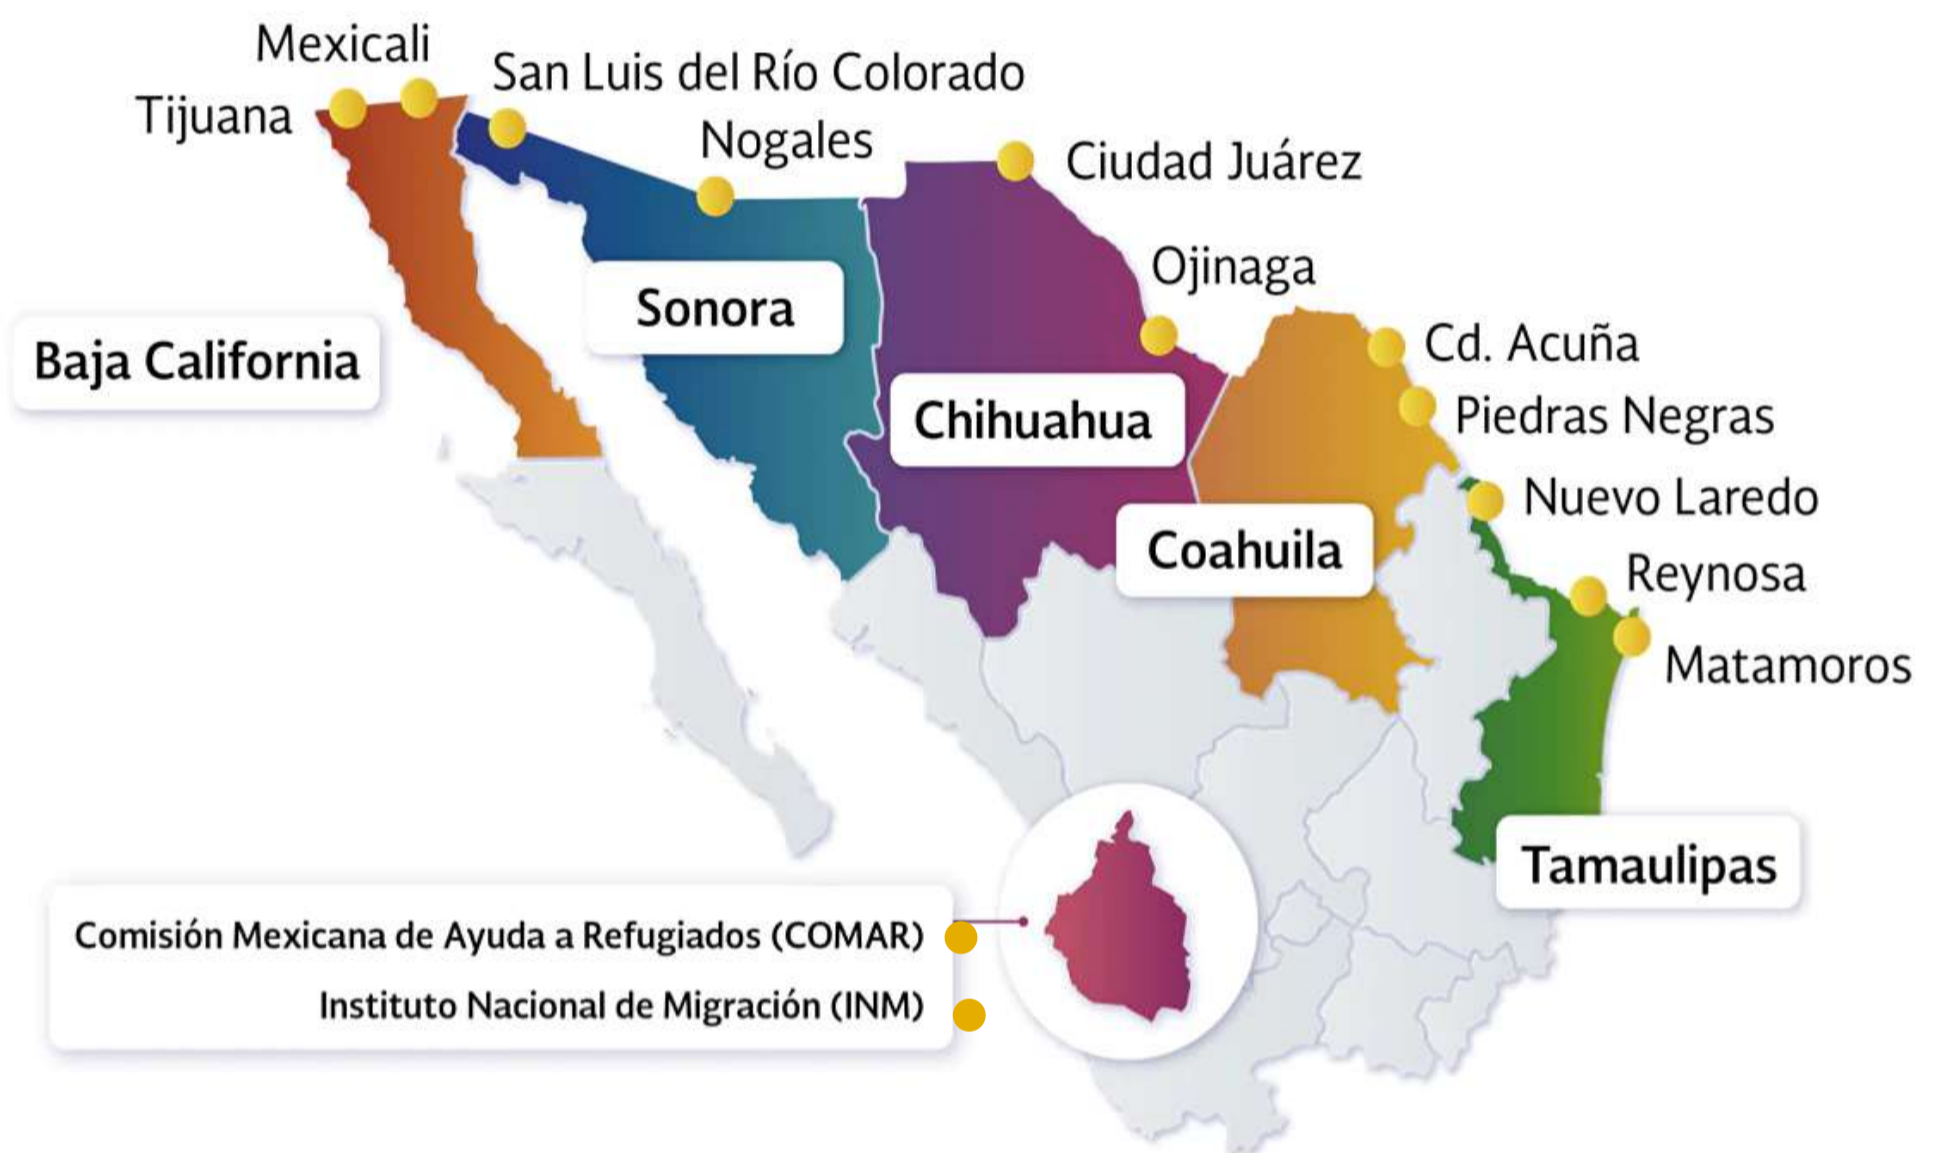 Mexicali
San Luis del Río Colorado
Tijuana
Nogales
Ciudad Juárez
Ojinaga
Sonora
Cd. Acuña
Baja California
Chihuahua
Piedras Negras
Nuevo Laredo
Coahuila
Reynosa
Matamoros
Tamaulipas
Comisión Mexicana de Ayuda a Refugiados (COMAR)
Instituto Nacional de Migración (INM)